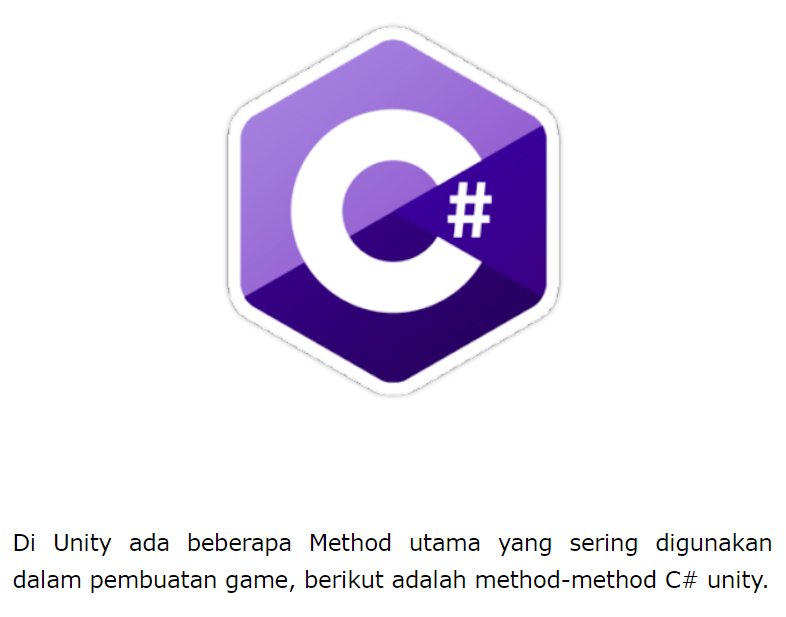 C#
Di Unity ada beberapa Method utama yang sering digunakan
dalam pembuatan game, berikut adalah method-method C# unity.